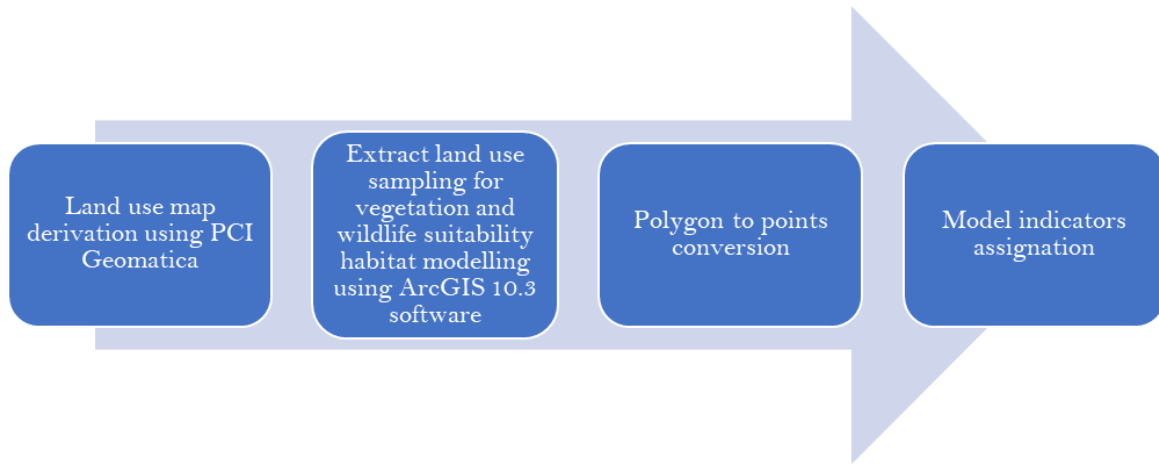 Land use map
derivation using PCI
Geomatica
Extract land use
sampling for
vegetation and
wildlife suitability
habitat modelling
using ArcGIS 10.3
software
Polygon to points
conversion
Model indicators
assignation